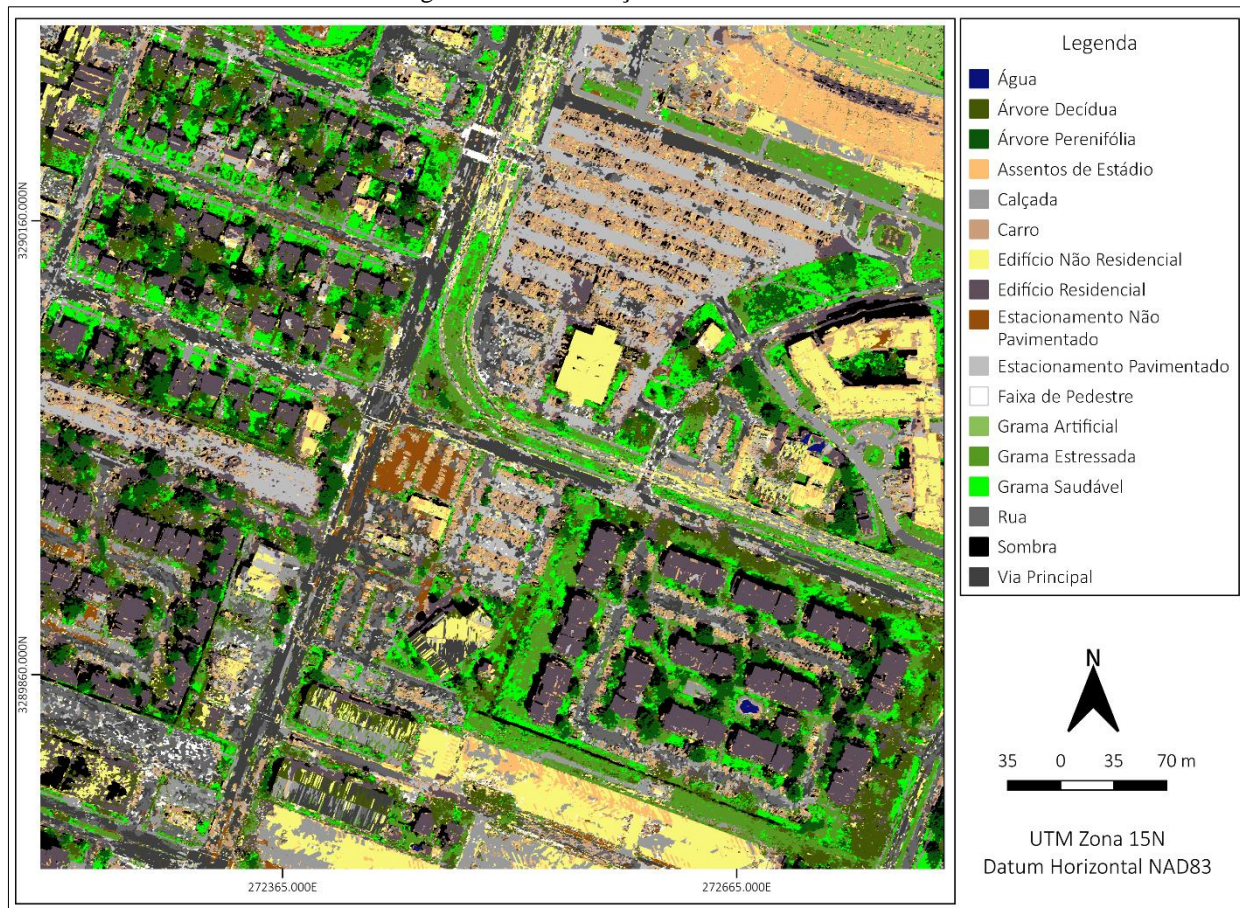 Legenda
Água
Árvore Decídua
Árvore Perenifólia
Assentos de Estádio
Calçada
Carro
Edifício Não Residencial
Edifício Residencial
Estacionamento Não
Pavimentado
Estacionamento Pavimentado
Faixa de Pedestre
Grama Artificial
Grama Estressada
Grama Saudável
Rua
Sombra
Via Principal
3290160.000N
3289860.000N
272365.000E
272665.000E
N
35 0 35 70 m
UTM Zona 15N
Datum Horizontal NAD83